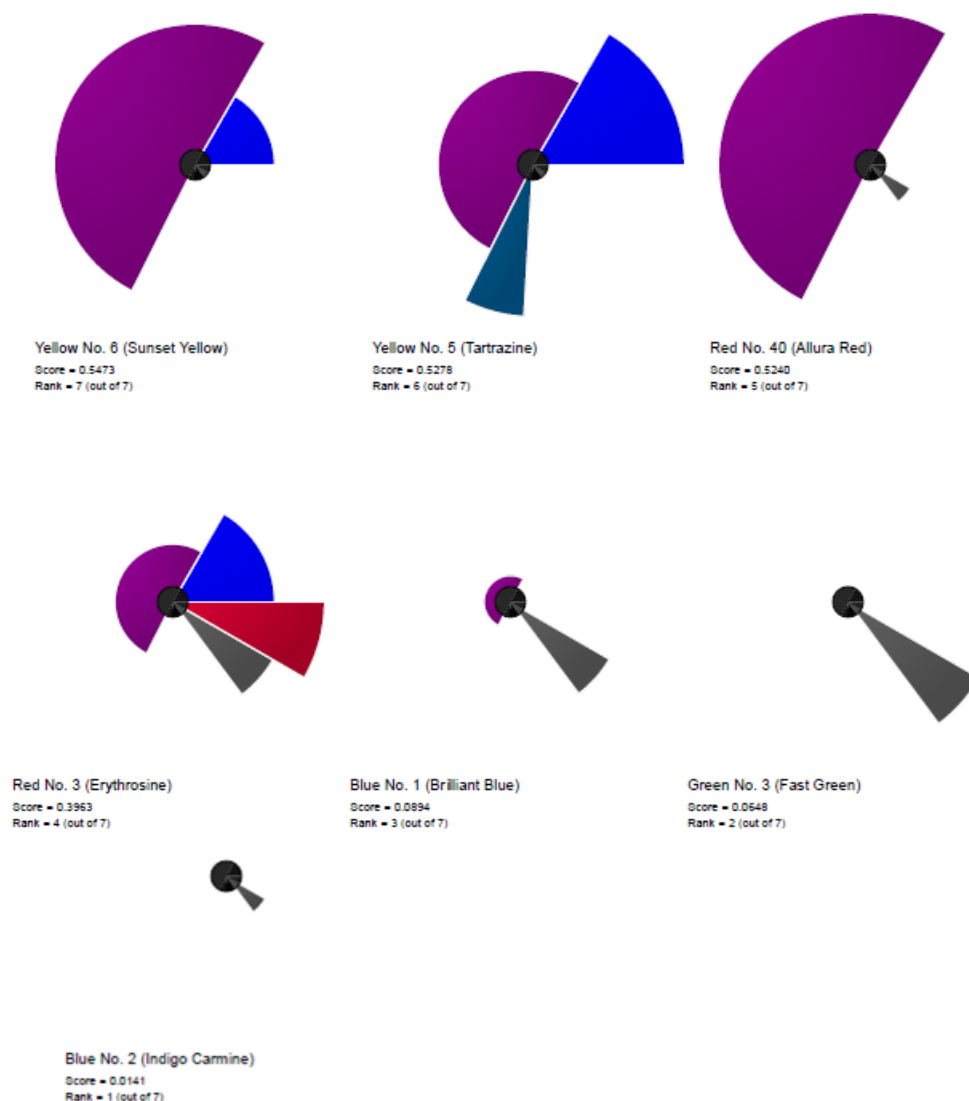 Yellow No. 6 (Sunset Yellow)
Score = 0.5473
Rank = 7 (out of 7)
Yellow No. 5 (Tartrazine)
Score = 0.5278
Rank = 6 (out of 7)
Red No. 40 (Allura Red)
Score = 0.5240
Rank = 5 (out of 7)
Red No. 3 (Erythrosine)
Score = 0.3963
Rank = 4 (out of 7)
Blue No. 1 (Brilliant Blue)
Score = 0.0894
Rank = 3 (out of 7)
Green No. 3 (Fast Green)
Score = 0.0648
Rank = 2 (out of 7)
Blue No. 2 (Indigo Carmine)
Score = 0.0141
Rank = 1 (out of 7)